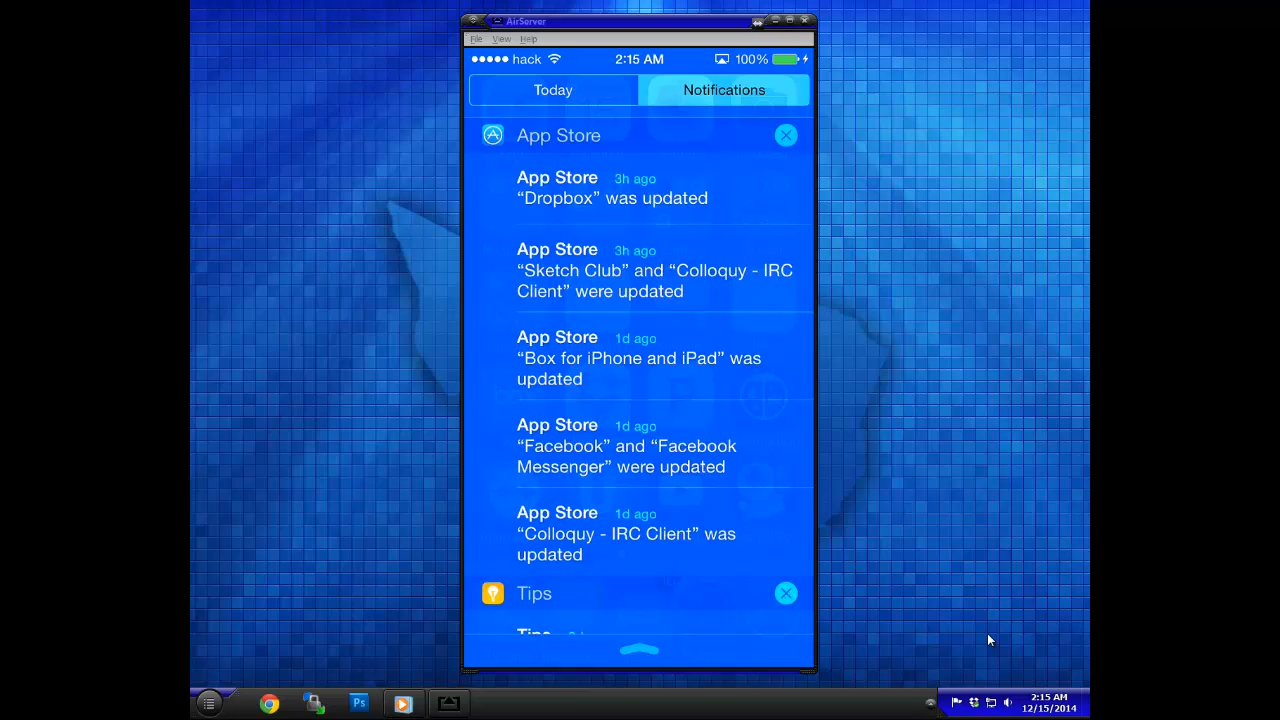 AirServer
File View Help
hack 2:15 AM 100%
Today Notifications
App Store
App Store 3h ago
“Dropbox” was updated
App Store 3h ago
“Sketch Club” and “Colloquy - IRC
Client” were updated
App Store 1d ago
“Box for iPhone and iPad” was
updated
App Store 1d ago
“Facebook” and “Facebook
Messenger” were updated
App Store 1d ago
“Colloquy - IRC Client” was
updated
Tips
Tips
Ps
2:15 AM
12/15/2014